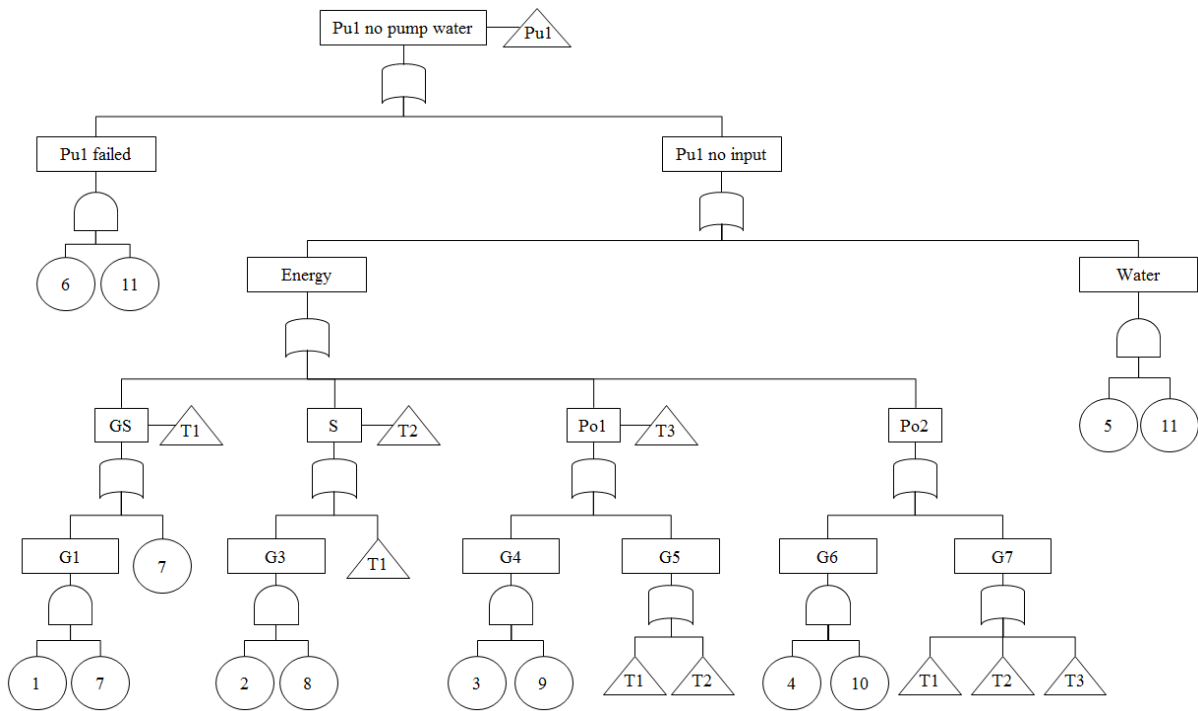 Pu1 no pump water
Pu1
Pu1 failed
Pu1 no input
6
11
Energy
Water
GS
T1
S
T2
Po1
T3
Po2
5
11
G1
7
G3
T1
G4
G5
G6
G7
1
7
2
8
3
9
T1
T2
4
10
T1
T2
T3